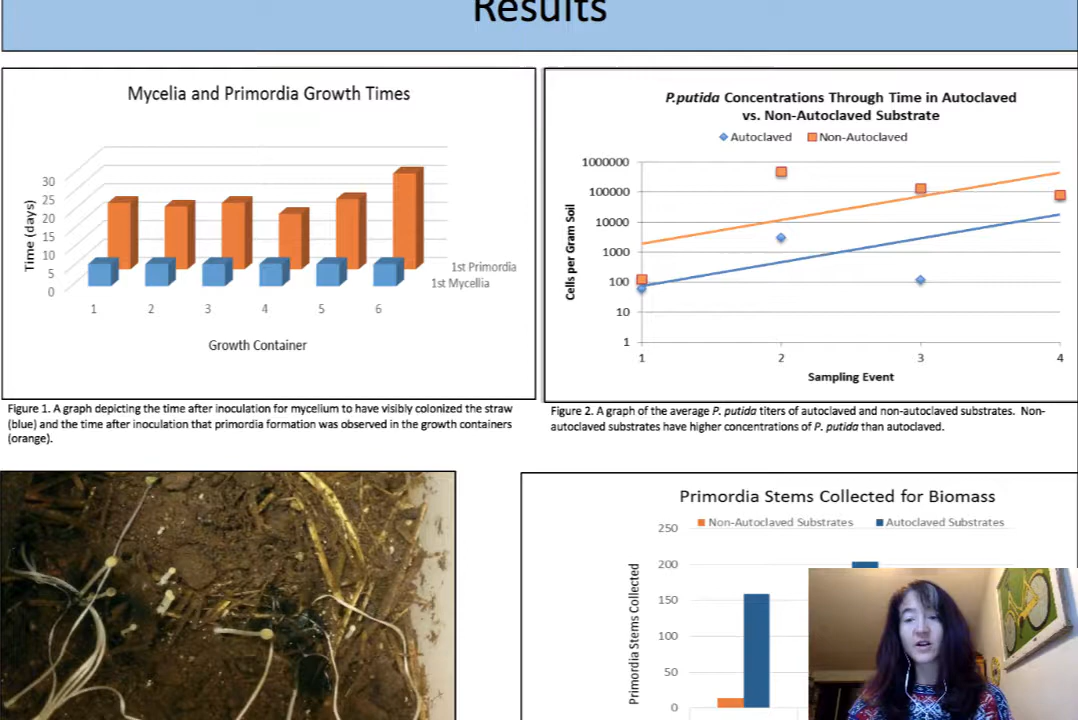 Results
Mycelia and Primordia Growth Times
30
25
20
15
10
5
0
Time (days)
1st Primordia
1st Mycellia
1 2 3 4 5 6
Growth Container
Figure 1. A graph depicting the time after inoculation for mycelium to have visibly colonized the straw
(blue) and the time after inoculation that primordia formation was observed in the growth containers
(orange).
P.putida Concentrations Through Time in Autoclaved
vs. Non-Autoclaved Substrate
Autoclaved Non-Autoclaved
1000000
100000
10000
1000
100
10
1
Cells per Gram Soil
1 2 3 4
Sampling Event
Figure 2. A graph of the average P. putida titers of autoclaved and non-autoclaved substrates. Non-
autoclaved substrates have higher concentrations of P. putida than autoclaved.
Primordia Stems Collected for Biomass
Non-Autoclaved Substrates Autoclaved Substrates
250
200
150
100
50
0
Primordia Stems Collected